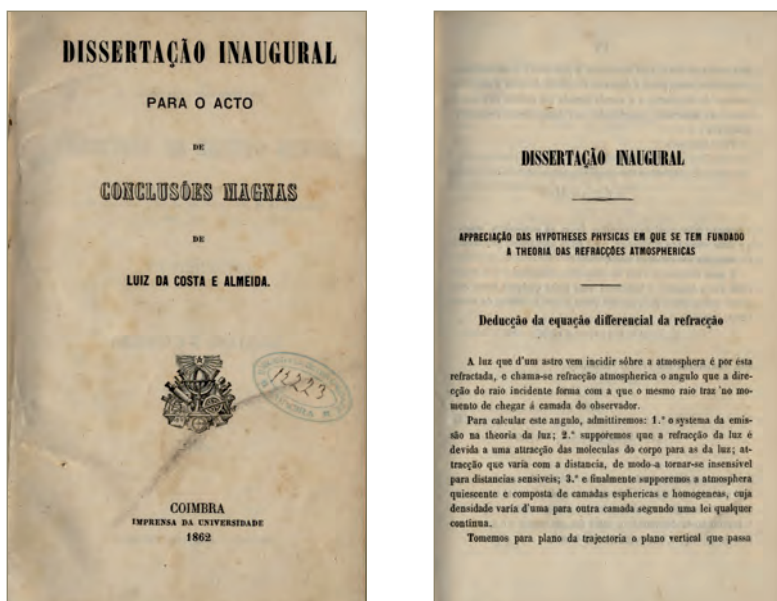 DISSERTAÇÃO INAUGURAL
PARA O ACTO
DE
CONCLUSÕES MAGNAS
DE
LUIZ DA COSTA E ALMEIDA.
12223
COIMBRA
IMPRENSA DA UNIVERSIDADE
1862
DISSERTAÇÃO INAUGURAL
APPRECIAÇÃO DAS HYPOTHESES PHYSICAS EM QUE SE TEM FUNDADO
A THEORIA DAS REFRACÇÕES ATMOSPHERICAS
Deducção da equação differencial da refracção
A luz que d'um astro vem incidir sôbre a atmosphera é por esta
refractada, e chama-se refracção atmospherica o angulo que a dire-
cção do raio incidente forma com a que o mesmo raio traz no mo-
mento de chegar á camada do observador.
Para calcular este angulo, admittiremos: 1.º o systema da emis-
são na theoria da luz; 2.º supporemos que a refracção da luz é
devida a uma attracção das moleculas do corpo para as da luz; at-
tracção que varia com a distancia, de modo a tornar-se insensivel
para distancias sensiveis; 3.º e finalmente supporemos a atmosphera
quiescente e composta de camadas esphericas e homogeneas, cuja
densidade varía d'uma para outra camada segundo uma lei qualquer
contínua.
Tomemos para plano da trajectoria o plano vertical que passa